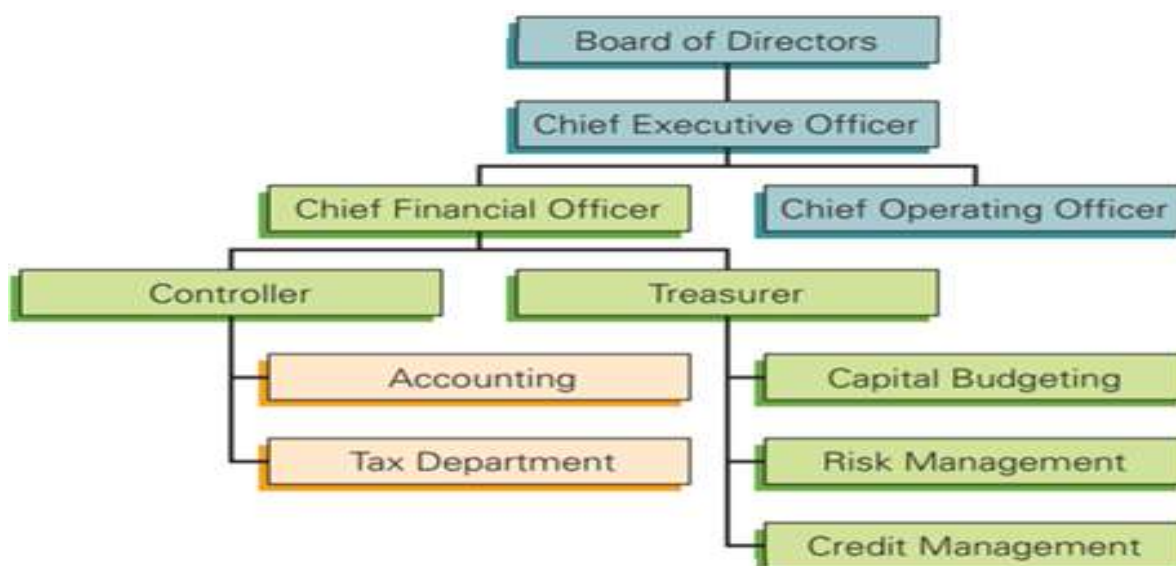 Board of Directors
Chief Executive Officer
Chief Financial Officer
Chief Operating Officer
Controller
Treasurer
Accounting
Capital Budgeting
Tax Department
Risk Management
Credit Management